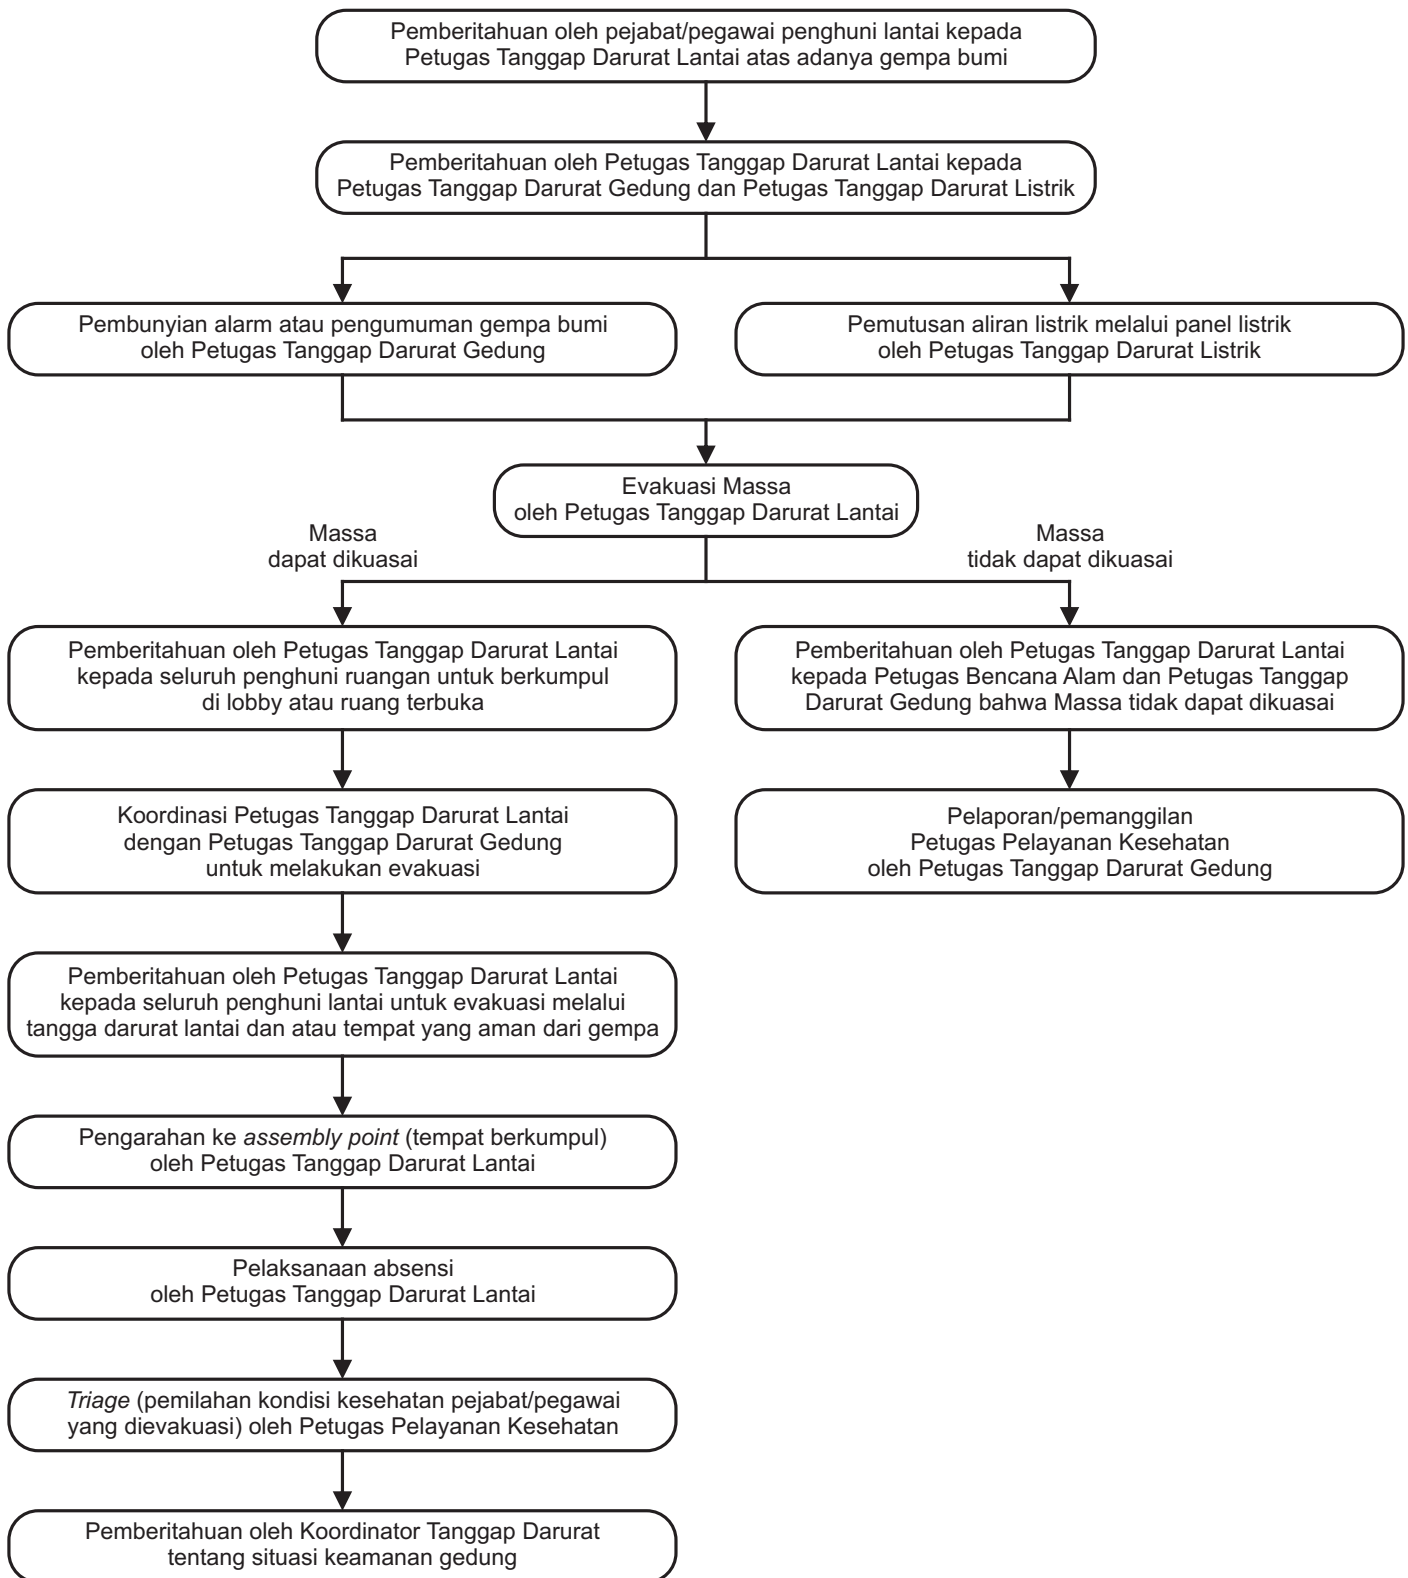 Pemberitahuan oleh pejabat/pegawai penghuni lantai kepada
Petugas Tanggap Darurat Lantai atas adanya gempa bumi
Pemberitahuan oleh Petugas Tanggap Darurat Lantai kepada
Petugas Tanggap Darurat Gedung dan Petugas Tanggap Darurat Listrik
Pembunyian alarm atau pengumuman gempa bumi
oleh Petugas Tanggap Darurat Gedung
Pemutusan aliran listrik melalui panel listrik
oleh Petugas Tanggap Darurat Listrik
Evakuasi Massa
oleh Petugas Tanggap Darurat Lantai
Massa
dapat dikuasai
Massa
tidak dapat dikuasai
Pemberitahuan oleh Petugas Tanggap Darurat Lantai
kepada seluruh penghuni ruangan untuk berkumpul
di lobby atau ruang terbuka
Pemberitahuan oleh Petugas Tanggap Darurat Lantai
kepada Petugas Bencana Alam dan Petugas Tanggap
Darurat Gedung bahwa Massa tidak dapat dikuasai
Koordinasi Petugas Tanggap Darurat Lantai
dengan Petugas Tanggap Darurat Gedung
untuk melakukan evakuasi
Pelaporan/pemanggilan
Petugas Pelayanan Kesehatan
oleh Petugas Tanggap Darurat Gedung
Pemberitahuan oleh Petugas Tanggap Darurat Lantai
kepada seluruh penghuni lantai untuk evakuasi melalui
tangga darurat lantai dan atau tempat yang aman dari gempa
Pengarahan ke assembly point (tempat berkumpul)
oleh Petugas Tanggap Darurat Lantai
Pelaksanaan absensi
oleh Petugas Tanggap Darurat Lantai
Triage (pemilahan kondisi kesehatan pejabat/pegawai
yang dievakuasi) oleh Petugas Pelayanan Kesehatan
Pemberitahuan oleh Koordinator Tanggap Darurat
tentang situasi keamanan gedung